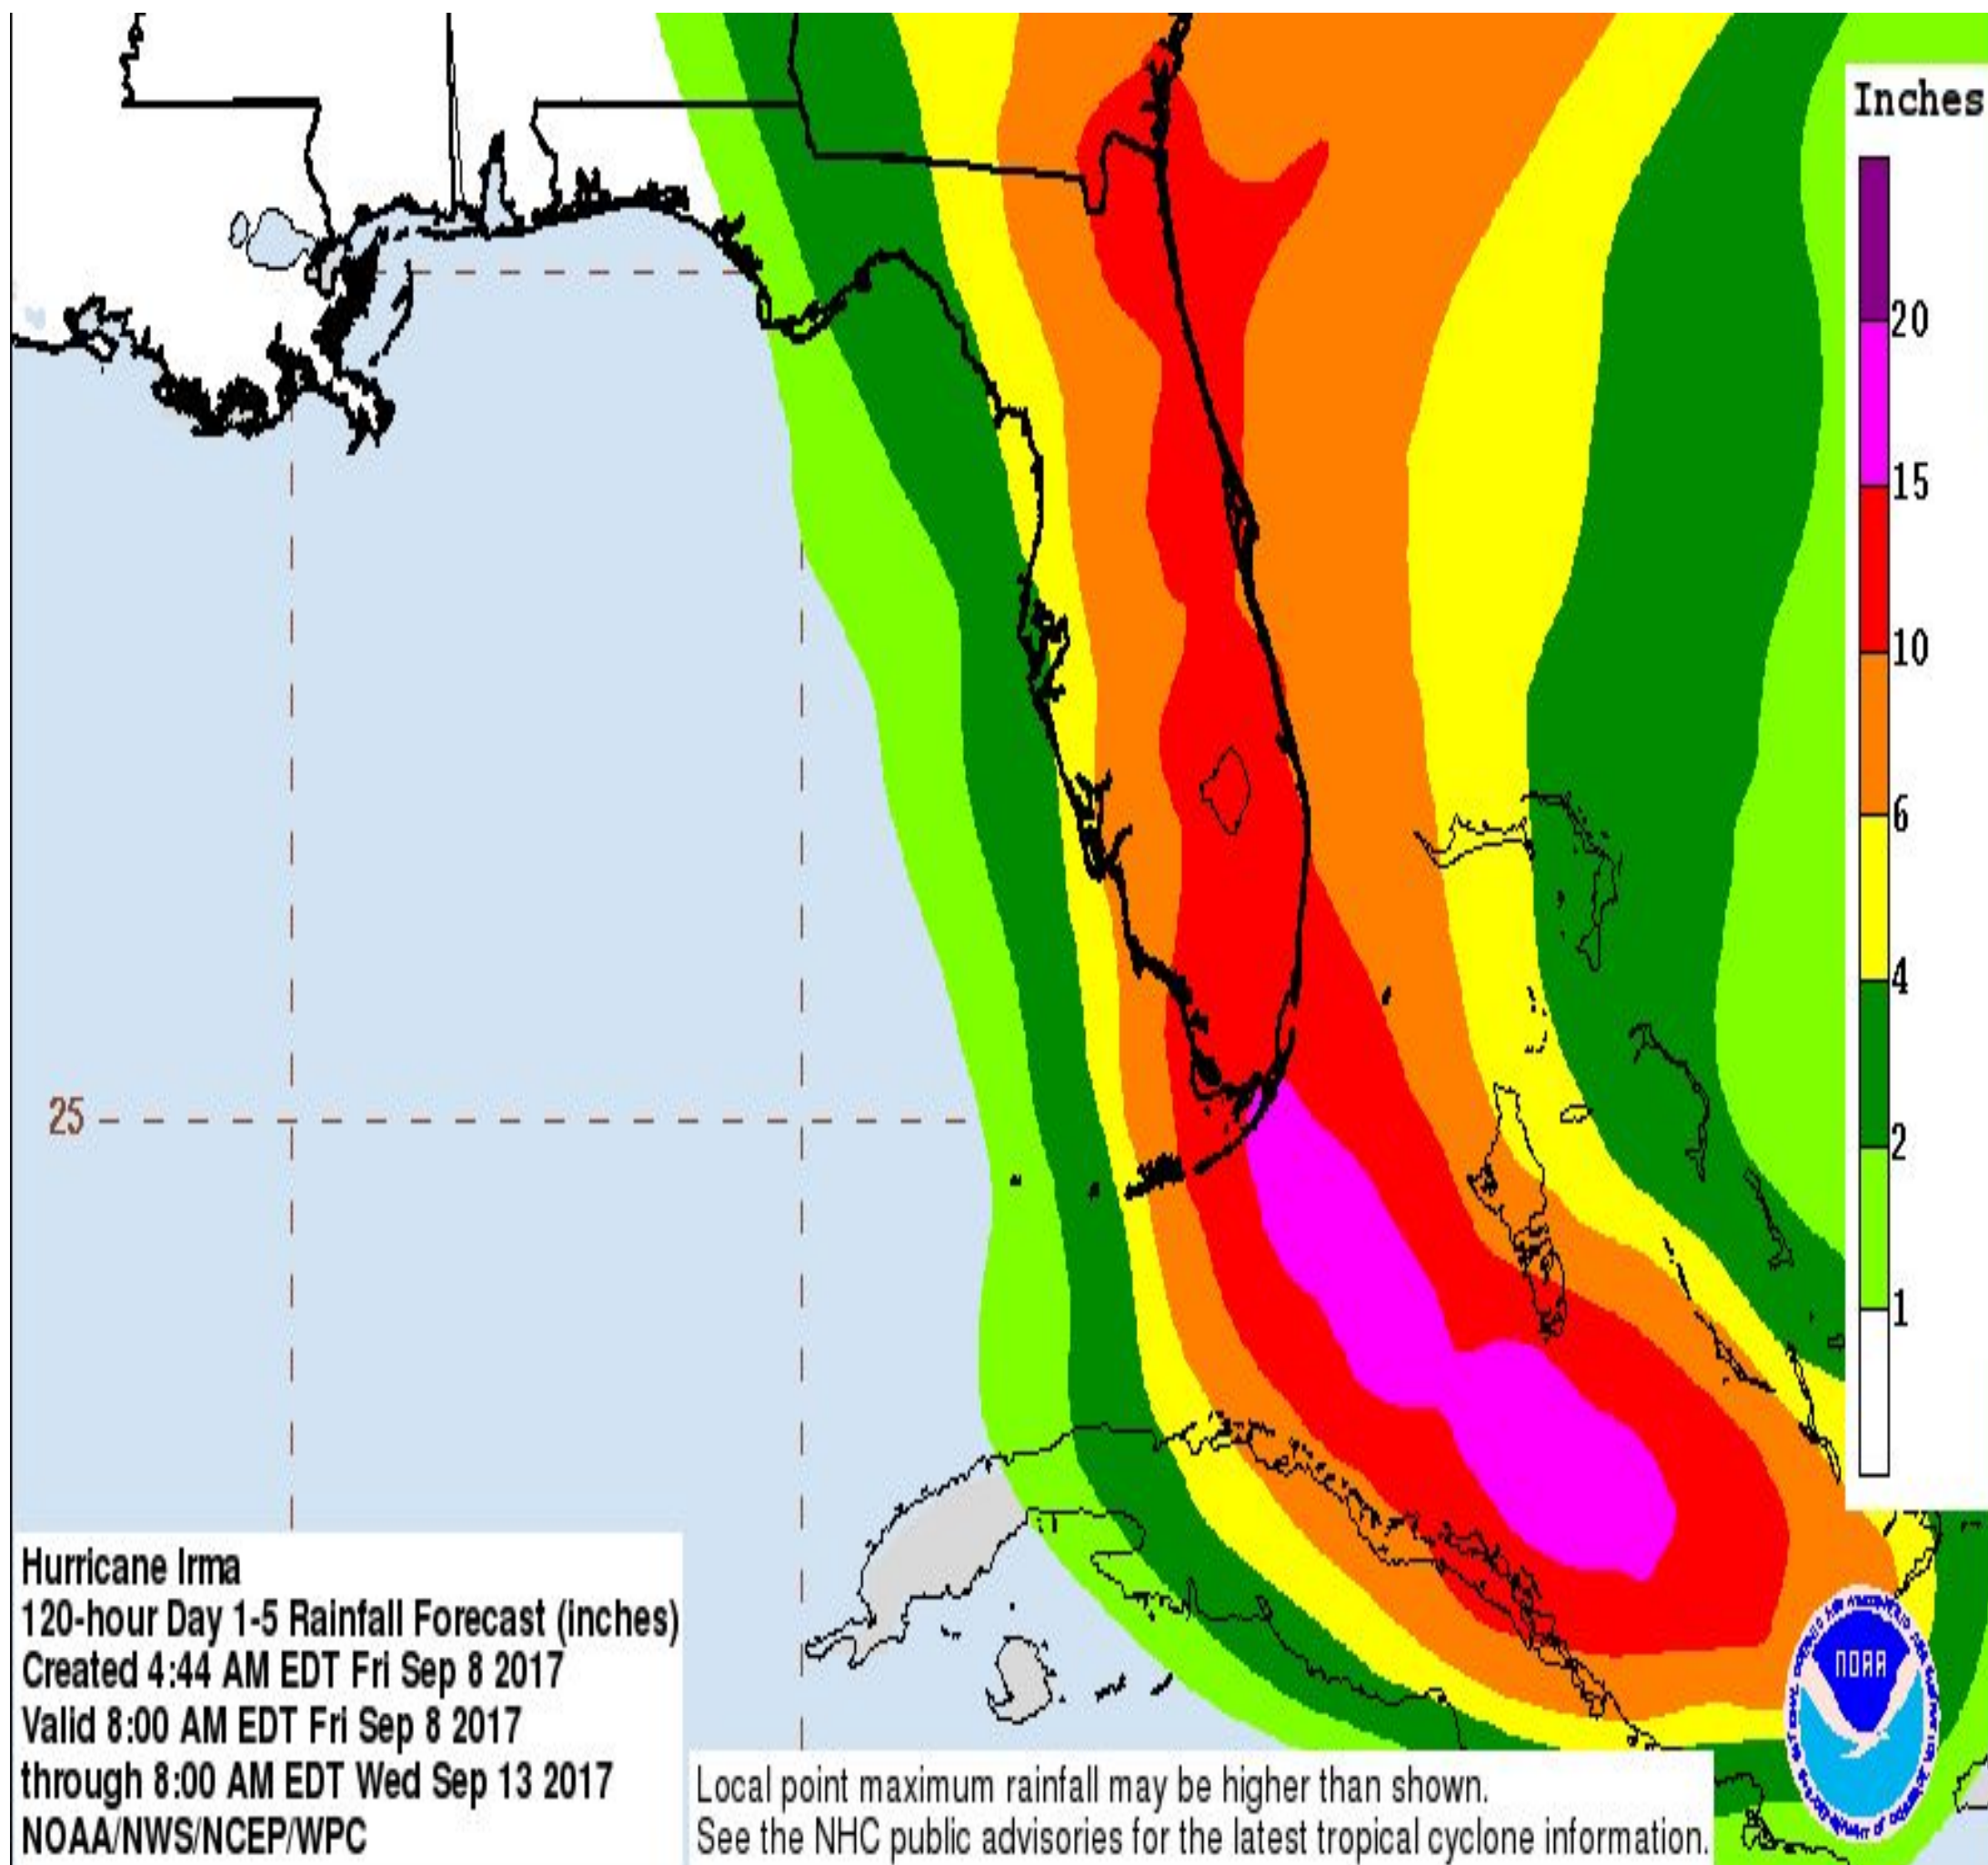 Inches
20
15
10
6
4
2
1
25
Hurricane Irma
120-hour Day 1-5 Rainfall Forecast (inches)
Created 4:44 AM EDT Fri Sep 8 2017
Valid 8:00 AM EDT Fri Sep 8 2017
through 8:00 AM EDT Wed Sep 13 2017
NOAA/NWS/NCEP/WPC
Local point maximum rainfall may be higher than shown.
See the NHC public advisories for the latest tropical cyclone information.
NOAA